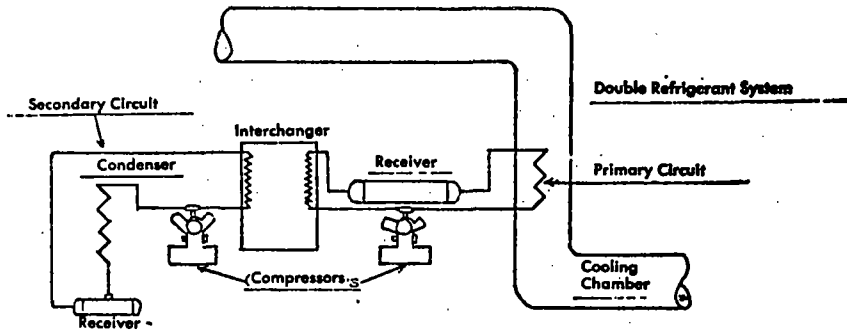 Double Refrigerant System
Secondary Circuit
Interchanger
Condenser
Receiver
Primary Circuit
(Compressors
Cooling
Chamber
Receiver